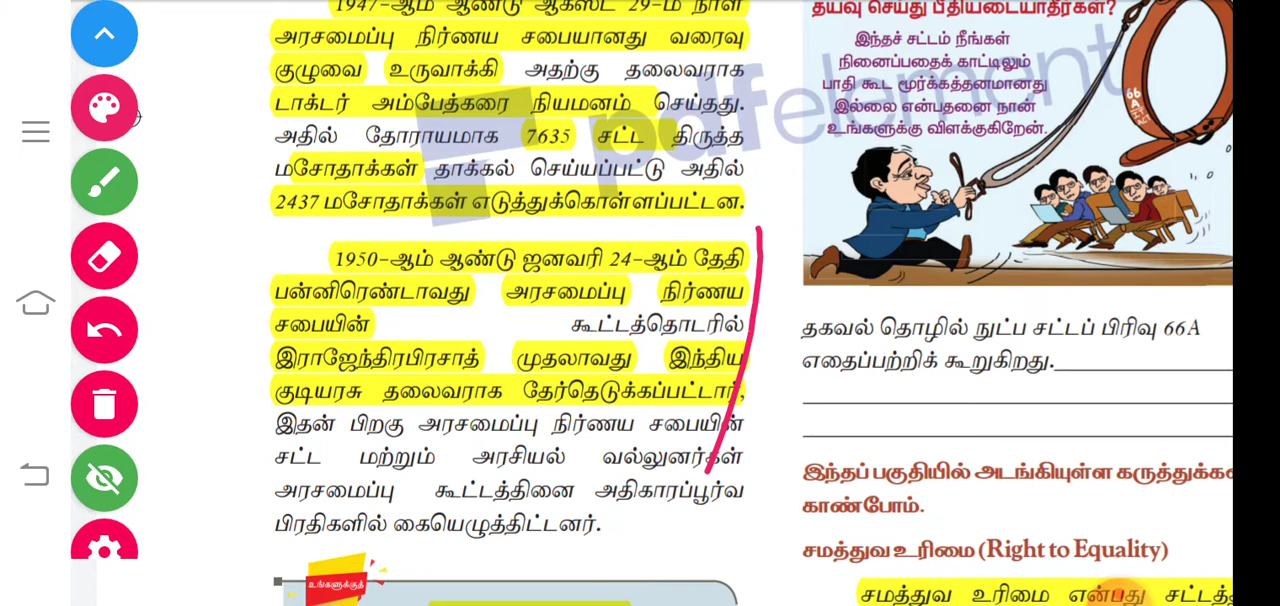 1947-ஆம் ஆண்டு ஆகஸ்ட் 29-ம் நாள்
அரசமைப்பு நிர்ணய சபையானது வரைவு
குழுவை உருவாக்கி அதற்கு தலைவராக
டாக்டர் அம்பேத்கரை நியமனம் செய்தது.
அதில் தோராயமாக 7635 சட்ட திருத்த
மசோதாக்கள் தாக்கல் செய்யப்பட்டு அதில்
2437 மசோதாக்கள் எடுத்துக்கொள்ளப்பட்டன.
1950-ஆம் ஆண்டு ஜனவரி 24-ஆம் தேதி
பன்னிரெண்டாவது அரசமைப்பு நிர்ணய
சபையின் கூட்டத்தொடரில்
இராஜேந்திரபிரசாத் முதலாவது இந்திய
குடியரசு தலைவராக தேர்தெடுக்கப்பட்டார்,
இதன் பிறகு அரசமைப்பு நிர்ணய சபையின்
சட்ட மற்றும் அரசியல் வல்லுனர்கள்
அரசமைப்பு கூட்டத்தினை அதிகாரப்பூர்வ
பிரதிகளில் கையெழுத்திட்டனர்.
உங்களுக்குத்
தயவு செய்து பீதியடையாதீர்கள்?
இந்தச் சட்டம் நீங்கள்
நினைப்பதைக் காட்டிலும்
பாதி கூட மூர்க்கத்தனமானது
இல்லை என்பதனை நான்
உங்களுக்கு விளக்குகிறேன்.
pdfelement
தகவல் தொழில் நுட்ப சட்டப் பிரிவு 66A
எதைப்பற்றிக் கூறுகிறது.
இந்தப் பகுதியில் அடங்கியுள்ள கருத்துக்க
காண்போம்.
சமத்துவ உரிமை (Right to Equality)
சமத்துவ உரிமை என்பது சட்டத்